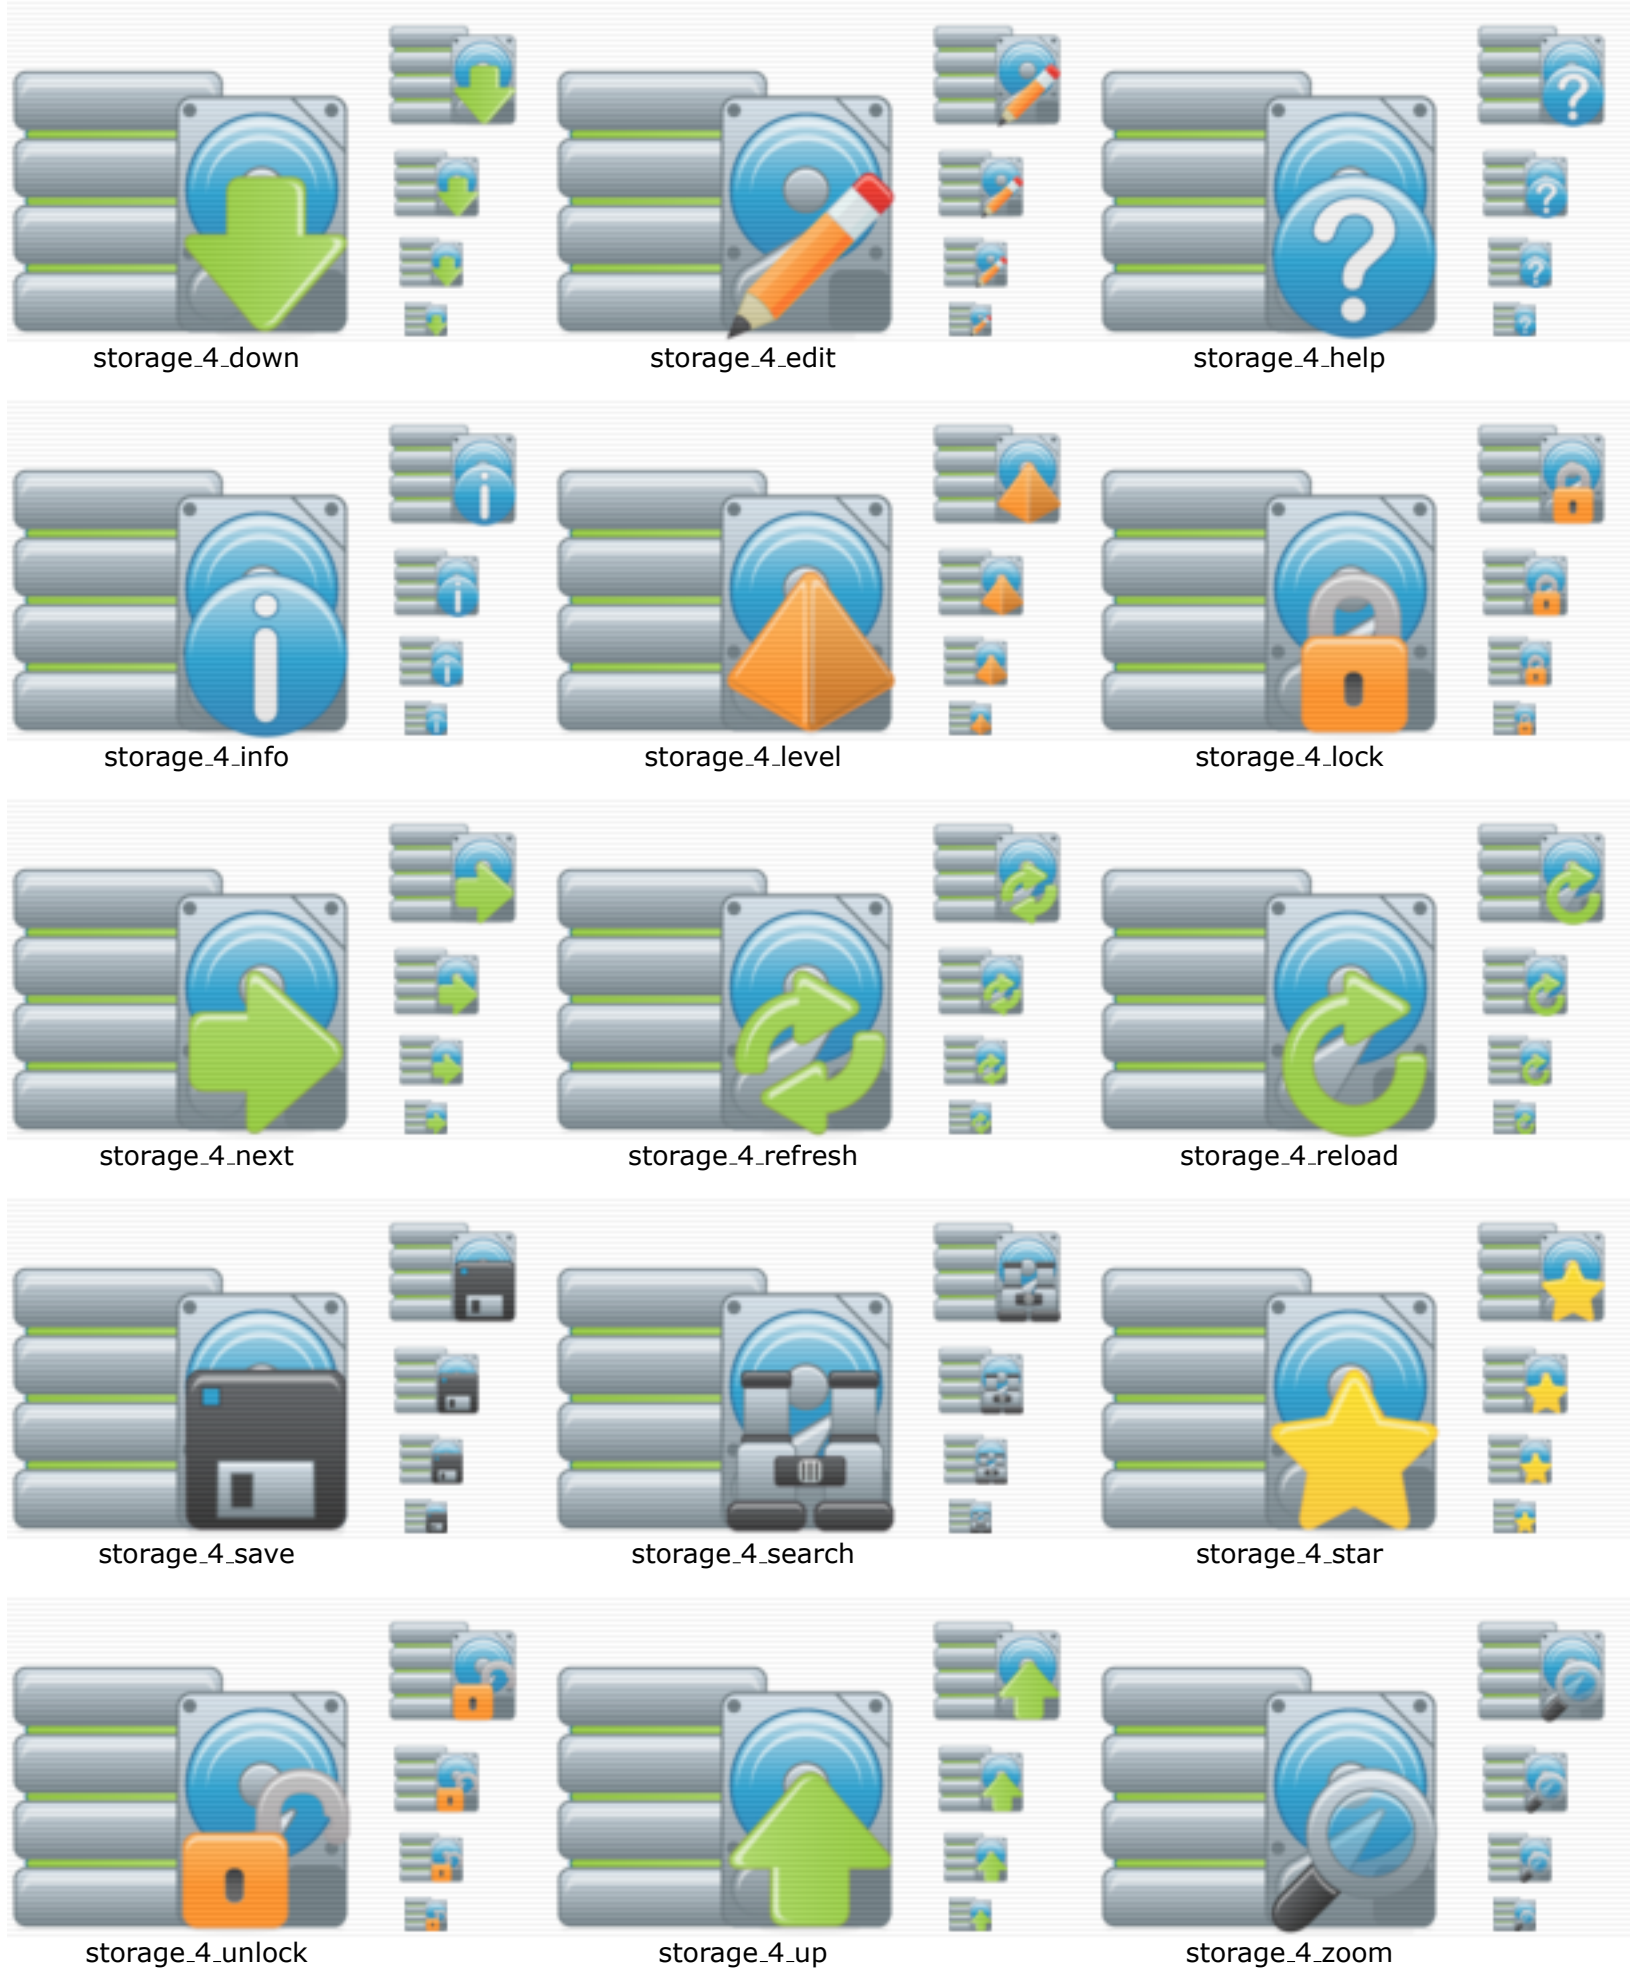 storage_4_down
storage_4_edit
storage_4_help
storage_4_info
storage_4_level
storage_4_lock
storage_4_next
storage_4_refresh
storage_4_reload
storage_4_save
storage_4_search
storage_4_star
storage_4_unlock
storage_4_up
storage_4_zoom